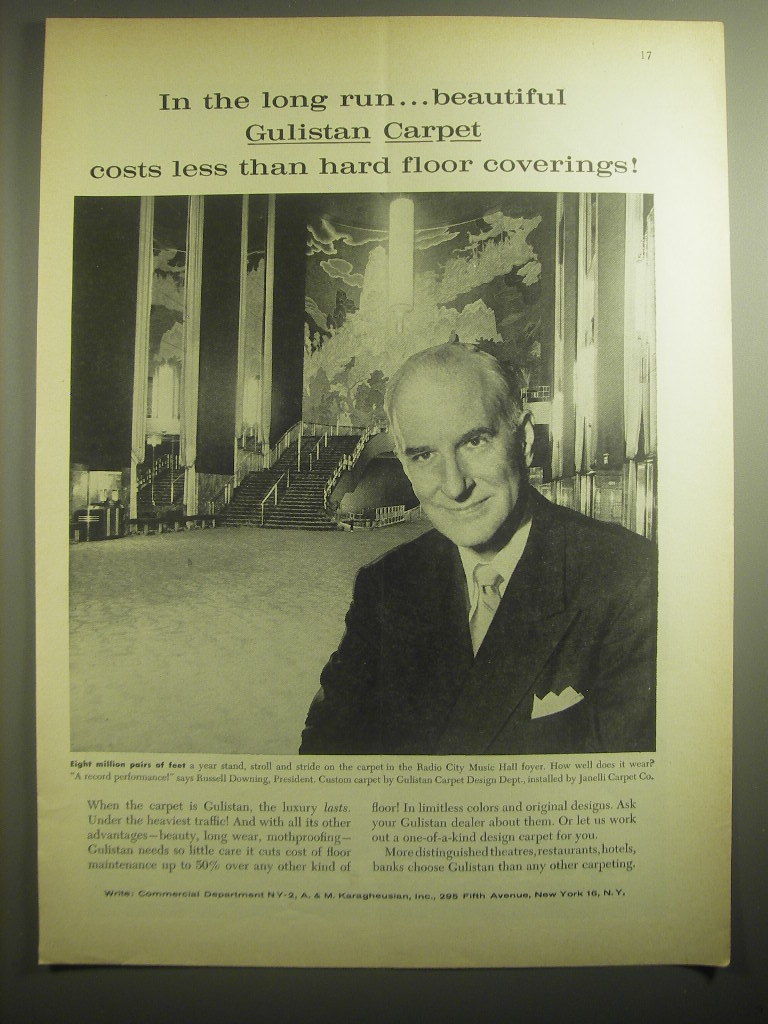 17
In the long run...beautiful
Gulistan Carpet
costs less than hard floor coverings!
Eight million pairs of feet a year stand, stroll and stride on the carpet in the Radio City Music Hall foyer. How well does it wear?
"A record performance!" says Russell Downing, President. Custom carpet by Gulistan Carpet Design Dept., installed by Janelli Carpet Co.
When the carpet is Gulistan, the luxury lasts.
Under the heaviest traffic! And with all its other
advantages—beauty, long wear, mothproofing—
Gulistan needs so little care it cuts cost of floor
maintenance up to 50% over any other kind of
floor! In limitless colors and original designs. Ask
your Gulistan dealer about them. Or let us work
out a one-of-a-kind design carpet for you.
More distinguished theatres, restaurants, hotels,
banks choose Gulistan than any other carpeting.
Write: Commercial Department NY-2, A. & M. Karagheusian, Inc., 295 Fifth Avenue, New York 16, N.Y.